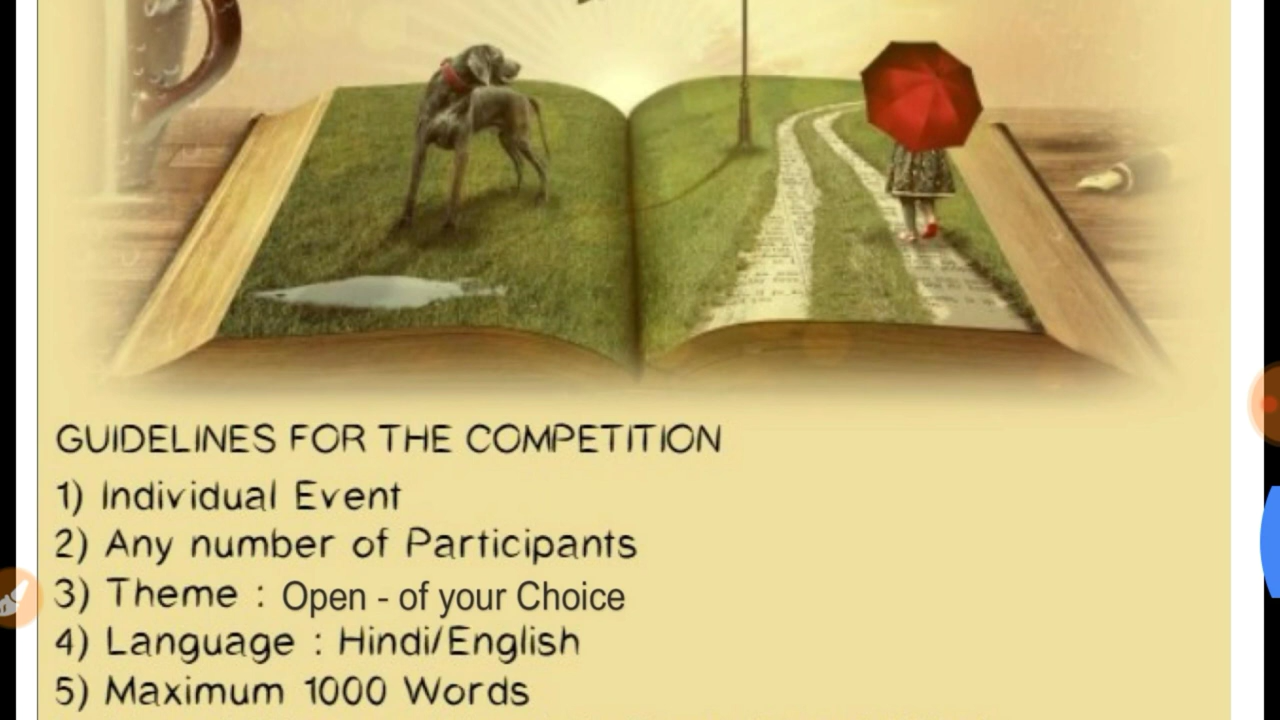 GUIDELINES FOR THE COMPETITION
1) Individual Event
2) Any number of Participants
3) Theme : Open - of your Choice
4) Language : Hindi/English
5) Maximum 1000 Words